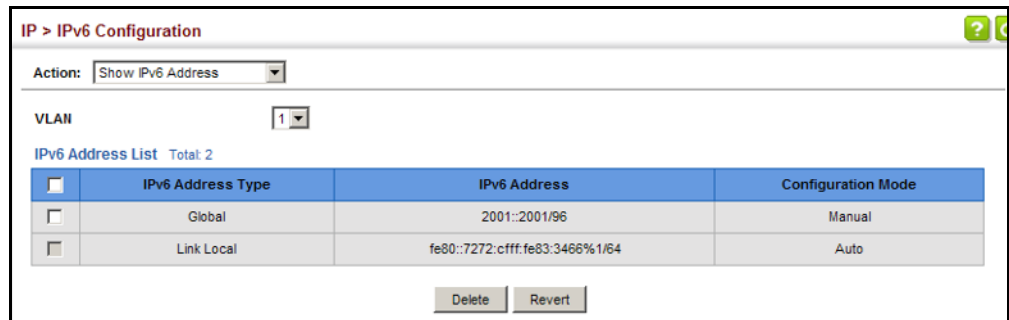 IP > IPv6 Configuration ?
Action: Show IPv6 Address
VLAN 1
IPv6 Address List Total: 2
IPv6 Address Type IPv6 Address Configuration Mode
Global 2001::2001/96 Manual
Link Local fe80::7272:cfff:fe83:3466%1/64 Auto
Delete Revert